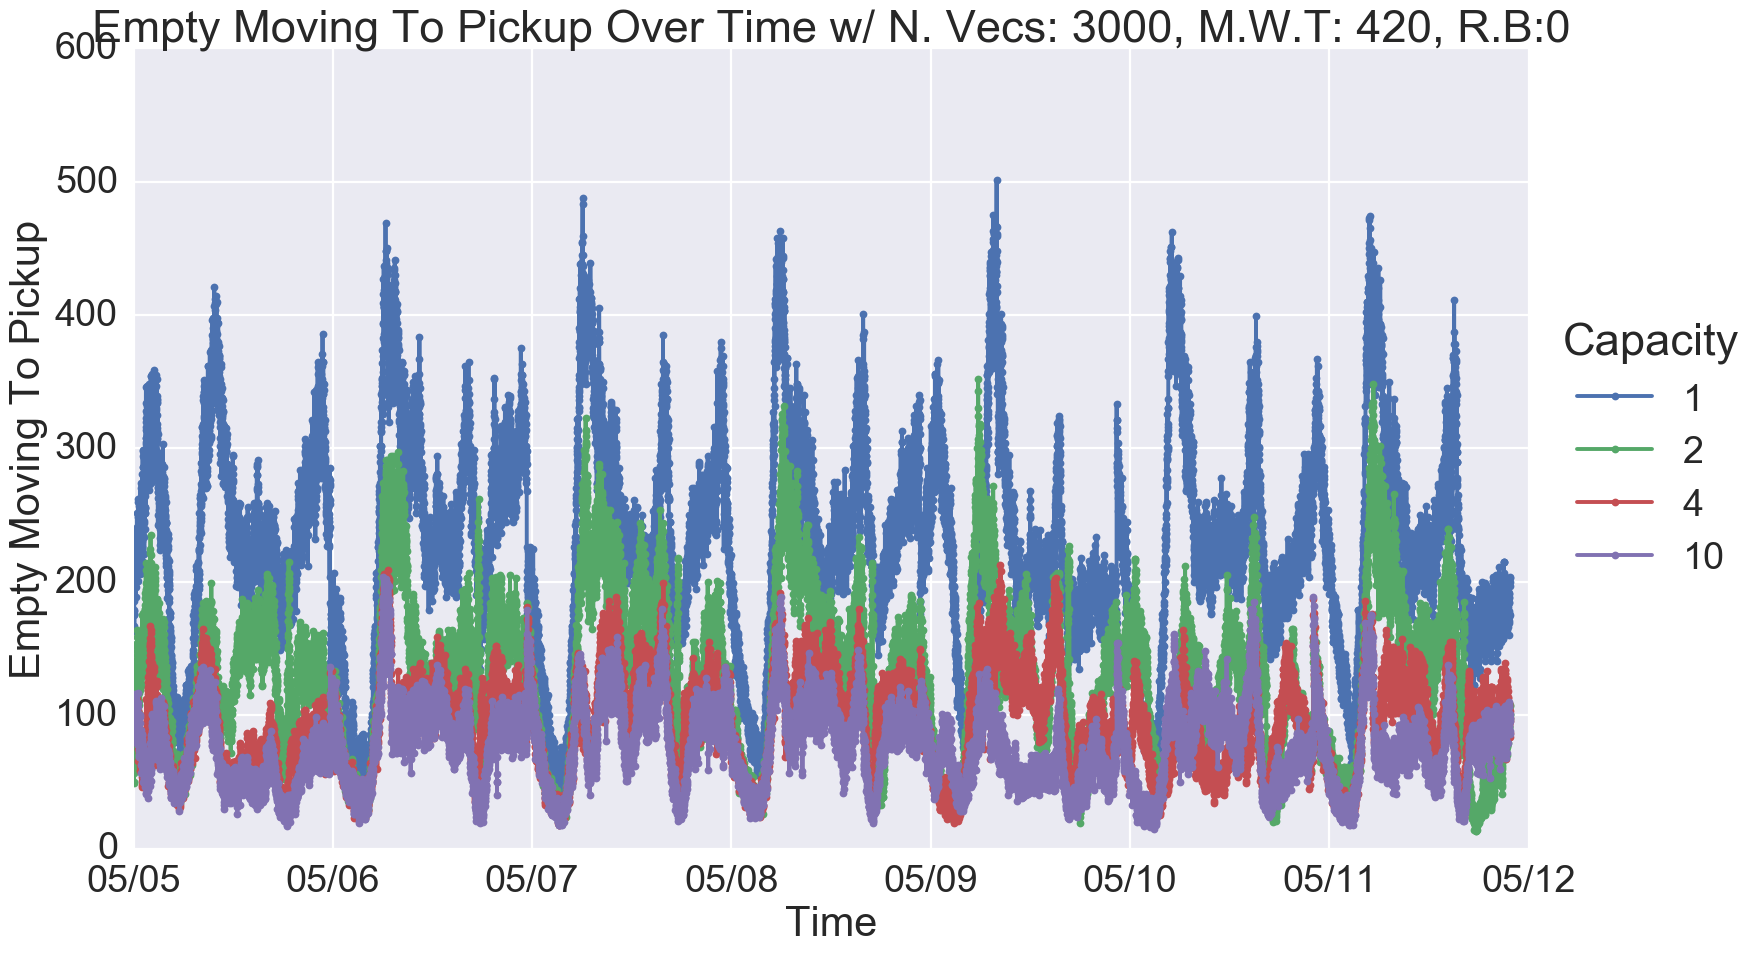 Empty Moving To Pickup Over Time w/ N. Vecs: 3000, M.W.T: 420, R.B:0
Empty Moving To Pickup
600
500
400
300
200
100
0
05/05 05/06 05/07 05/08 05/09 05/10 05/11 05/12
Time
Capacity
1
2
4
10